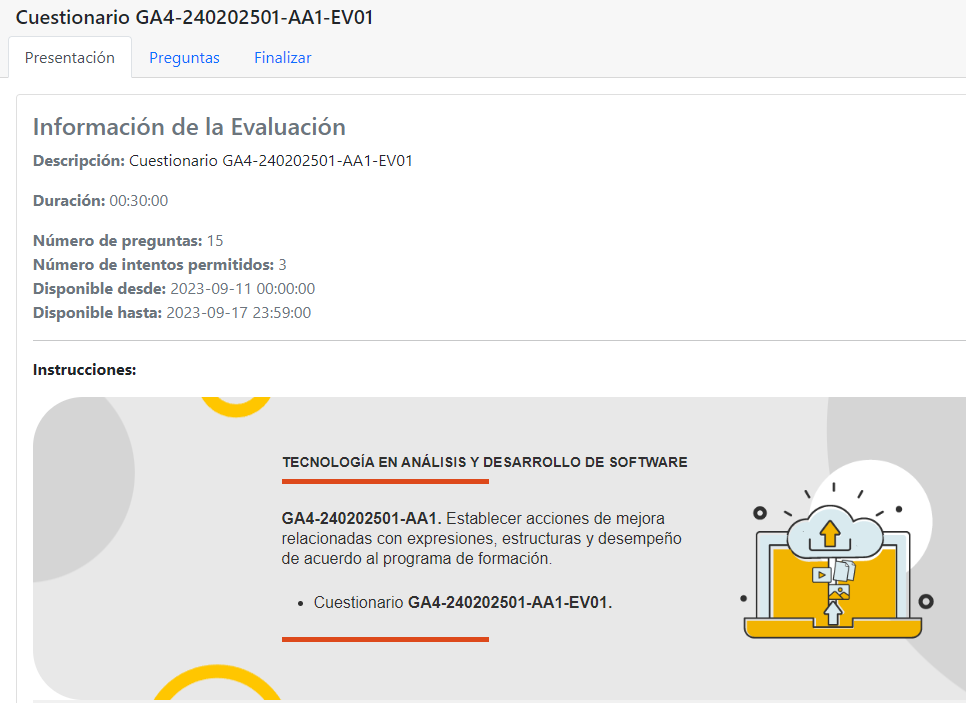 Cuestionario GA4-240202501-AA1-EV01
Presentación Preguntas Finalizar
Información de la Evaluación
Descripción: Cuestionario GA4-240202501-AA1-EV01
Duración: 00:30:00
Número de preguntas: 15
Número de intentos permitidos: 3
Disponible desde: 2023-09-11 00:00:00
Disponible hasta: 2023-09-17 23:59:00
Instrucciones:
TECNOLOGÍA EN ANÁLISIS Y DESARROLLO DE SOFTWARE
GA4-240202501-AA1. Establecer acciones de mejora
relacionadas con expresiones, estructuras y desempeño
de acuerdo al programa de formación.
• Cuestionario GA4-240202501-AA1-EV01.